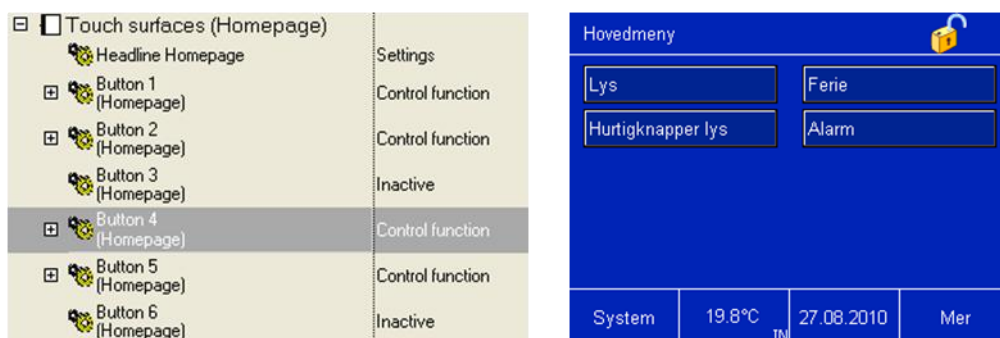 Touch surfaces (Homepage)
Headline Homepage Settings
Button 1
(Homepage) Control function
Button 2
(Homepage) Control function
Button 3
(Homepage) Inactive
Button 4
(Homepage) Control function
Button 5
(Homepage) Control function
Button 6
(Homepage) Inactive
Hovedmeny
Lys Ferie
Hurtigknapper lys Alarm
System 19.8°C IN 27.08.2010 Mer